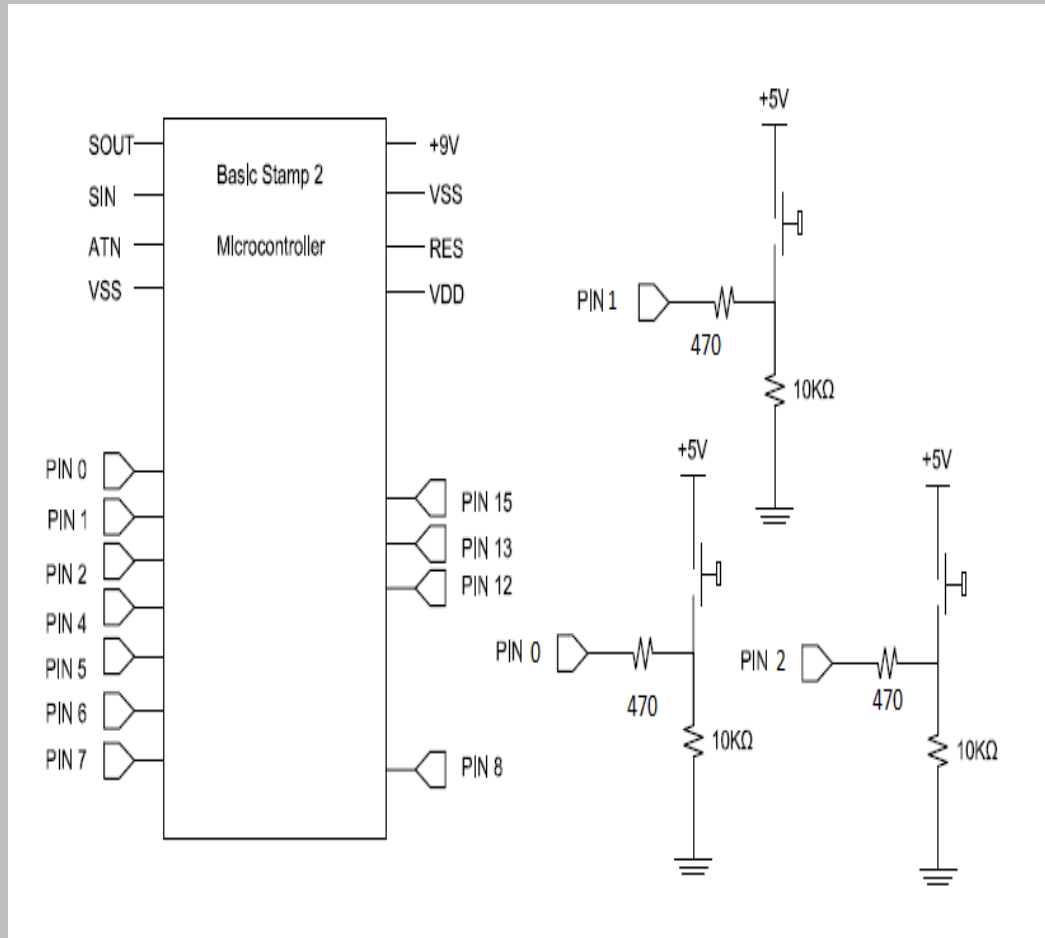 SOUT
SIN
ATN
VSS
Basic Stamp 2
MIcrocontroller
+9V
VSS
RES
VDD
PIN 0
PIN 1
PIN 2
PIN 4
PIN 5
PIN 6
PIN 7
PIN 15
PIN 13
PIN 12
PIN 8
+5V
PIN 1
470
10KΩ
+5V
PIN 0
470
10KΩ
+5V
PIN 2
470
10KΩ